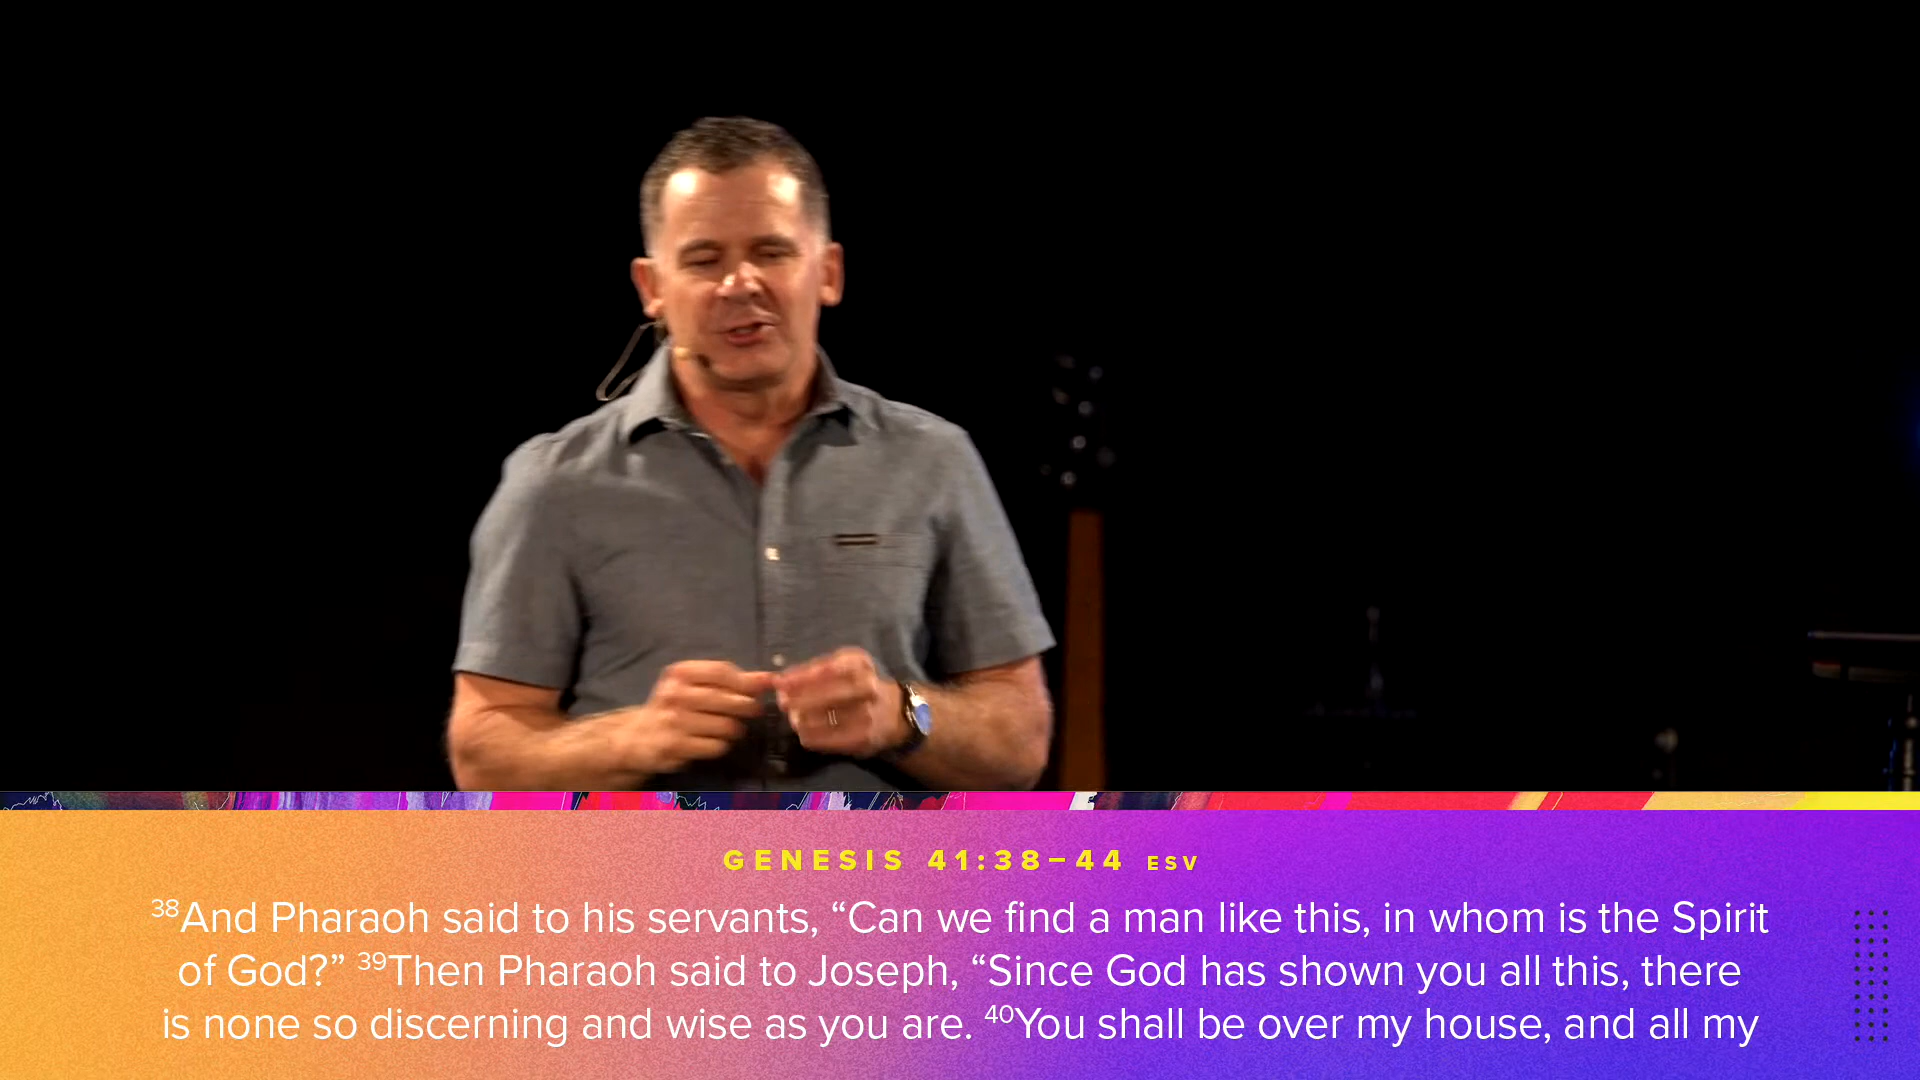 GENESIS 41:38–44 ESV
38And Pharaoh said to his servants, “Can we find a man like this, in whom is the Spirit
of God?” 39Then Pharaoh said to Joseph, “Since God has shown you all this, there
is none so discerning and wise as you are. 40You shall be over my house, and all my